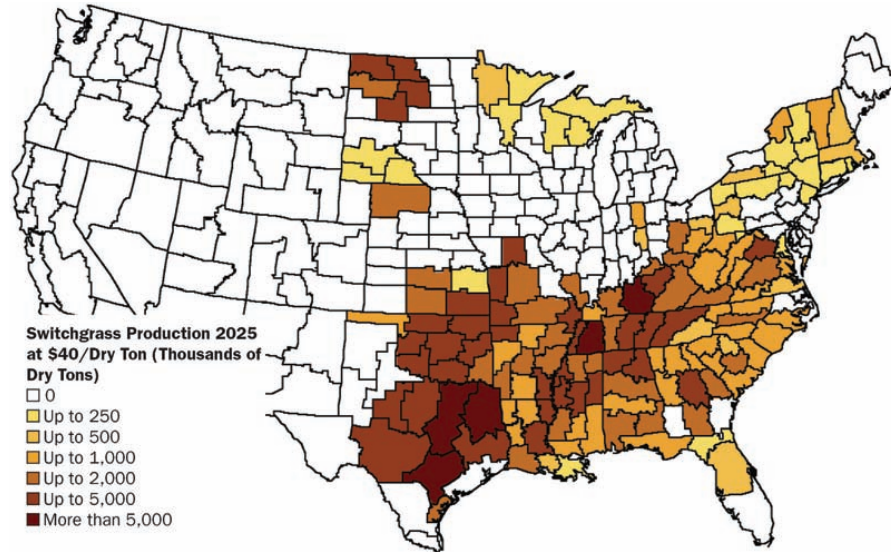 Switchgrass Production 2025
at $40/Dry Ton (Thousands of
Dry Tons)
0
Up to 250
Up to 500
Up to 1,000
Up to 2,000
Up to 5,000
More than 5,000